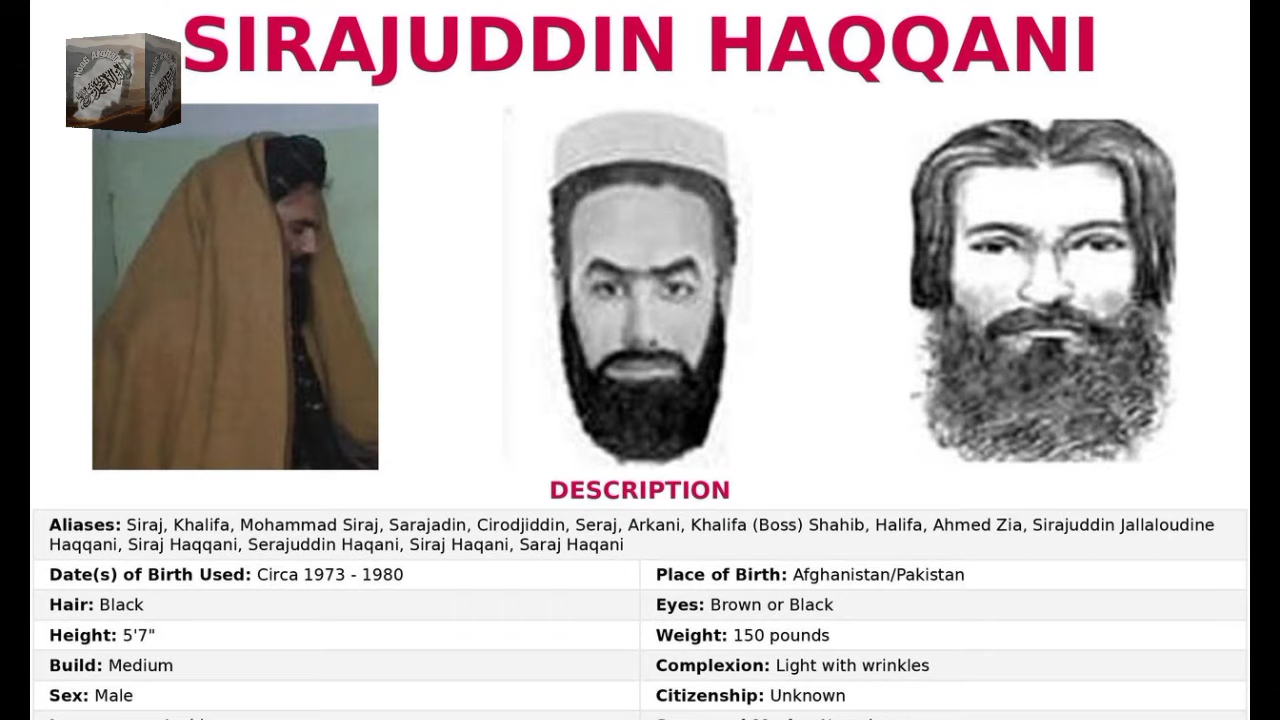 SIRAJUDDIN HAQQANI
DESCRIPTION
Aliases: Siraj, Khalifa, Mohammad Siraj, Sarajadin, Cirodjiddin, Seraj, Arkani, Khalifa (Boss) Shahib, Halifa, Ahmed Zia, Sirajuddin Jallaloudine
Haqqani, Siraj Haqqani, Serajuddin Haqani, Siraj Haqani, Saraj Haqani
Date(s) of Birth Used: Circa 1973 - 1980
Place of Birth: Afghanistan/Pakistan
Hair: Black
Eyes: Brown or Black
Height: 5'7"
Weight: 150 pounds
Build: Medium
Complexion: Light with wrinkles
Sex: Male
Citizenship: Unknown